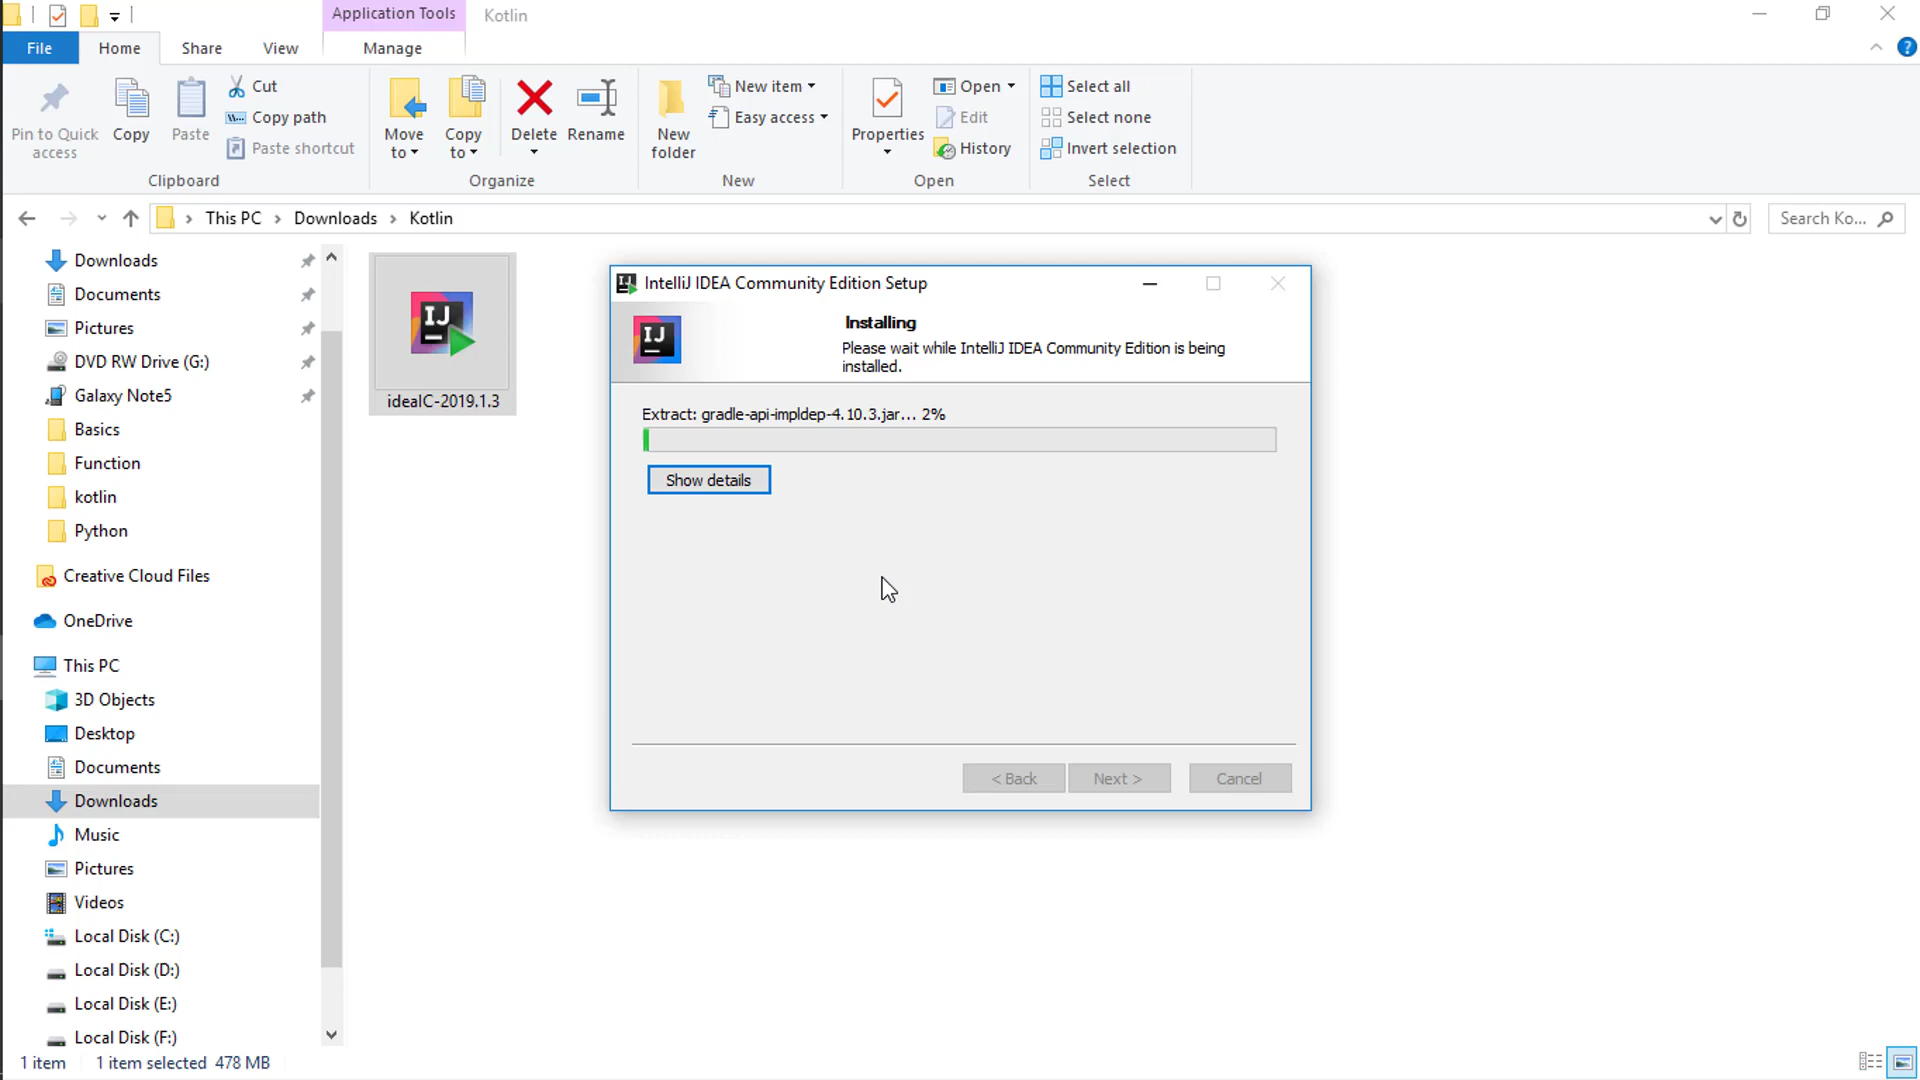 Application Tools
Kotlin
File
Home
Share
View
Manage
Pin to Quick access
Copy
Paste
Cut
Copy path
Paste shortcut
Clipboard
Move to
Copy to
Delete
Rename
Organize
New folder
New item
Easy access
New
Properties
Open
Edit
History
Open
Select all
Select none
Invert selection
Select
This PC
Downloads
Kotlin
Search Ko...
Downloads
Documents
Pictures
DVD RW Drive (G:)
Galaxy Note5
Basics
Function
kotlin
Python
Creative Cloud Files
OneDrive
This PC
3D Objects
Desktop
Documents
Downloads
Music
Pictures
Videos
Local Disk (C:)
Local Disk (D:)
Local Disk (E:)
Local Disk (F:)
IJ
ideaIC-2019.1.3
IJ
IntelliJ IDEA Community Edition Setup
IJ
Installing
Please wait while IntelliJ IDEA Community Edition is being
installed.
Extract: gradle-api-impldep-4.10.3.jar... 2%
Show details
< Back
Next >
Cancel
1 item
1 item selected 478 MB